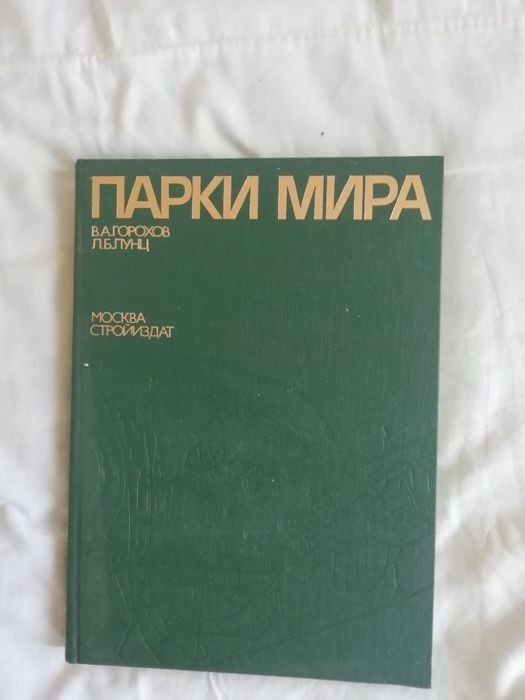 ПАРКИ МИРА
В.А.ГОРОХОВ
Л.Б.ЛУНЦ
МОСКВА
СТРОЙИЗДАТ